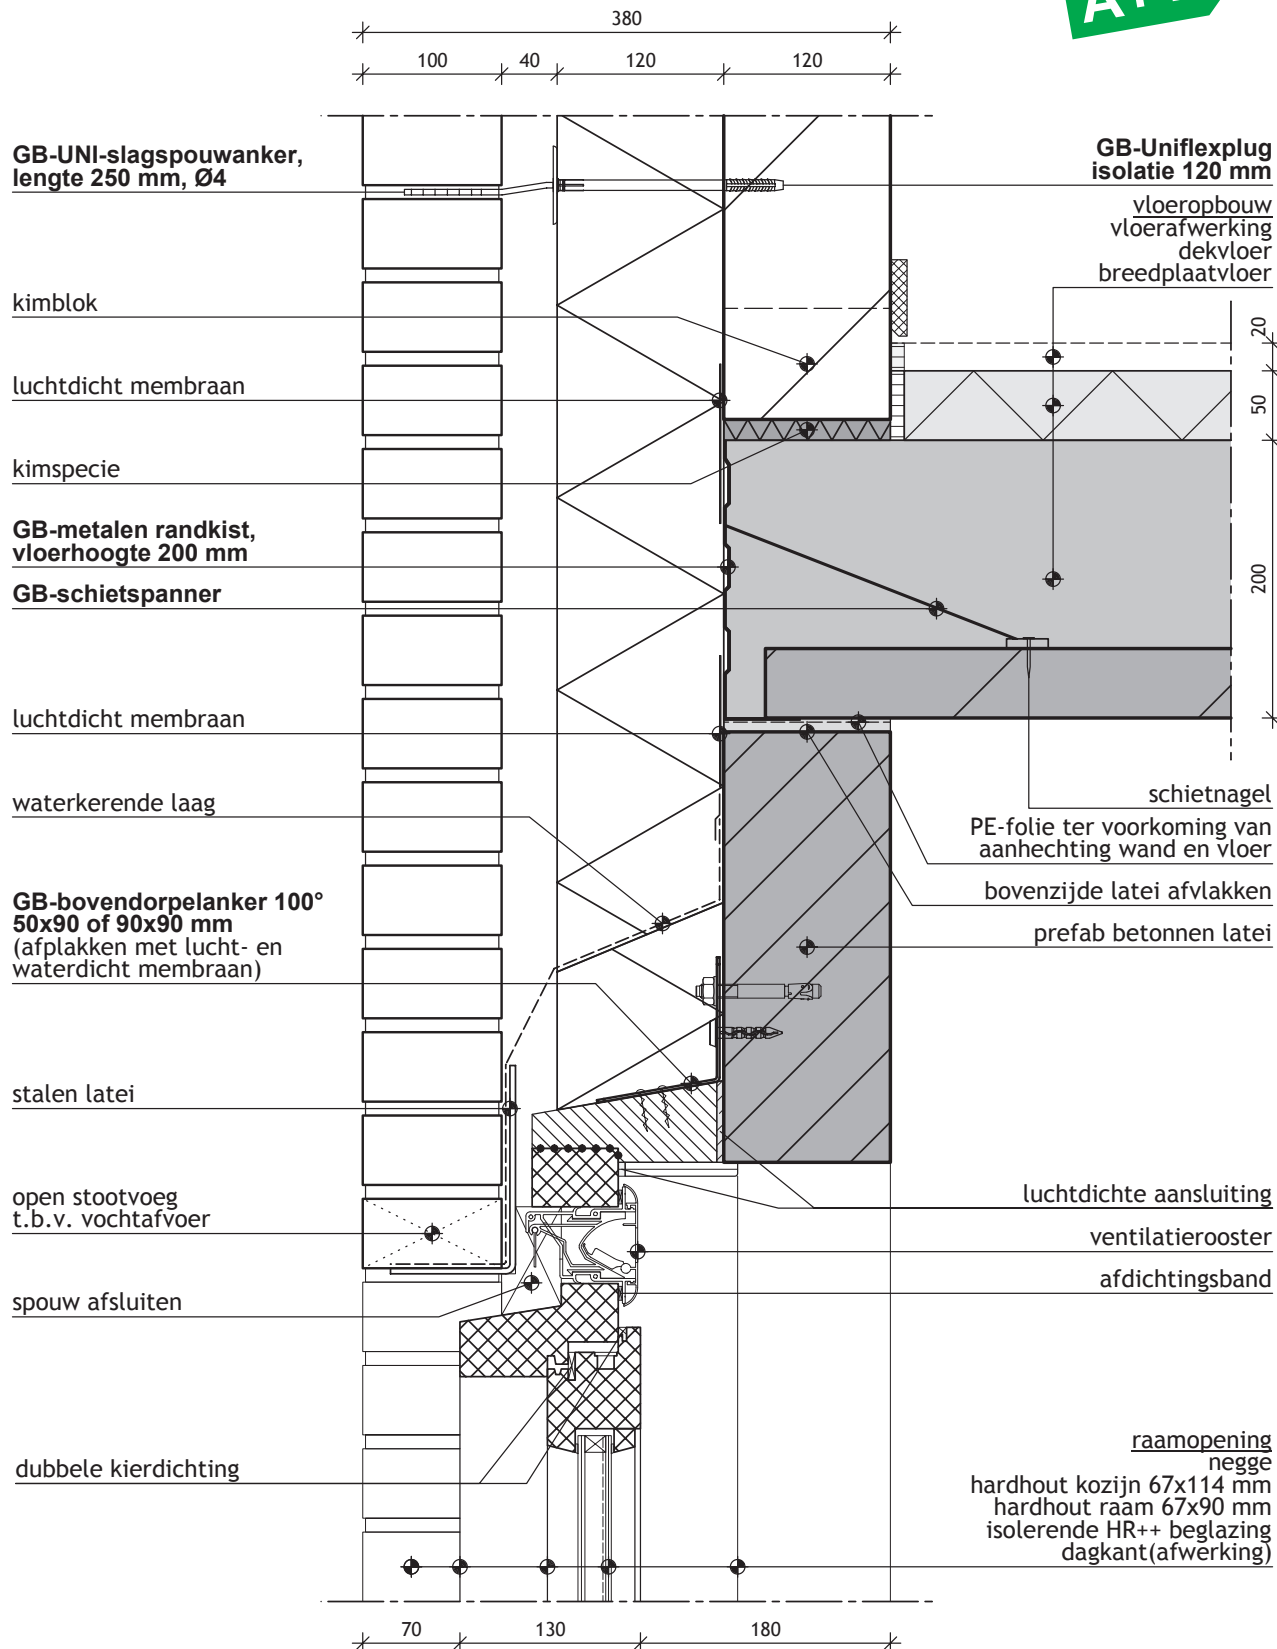 380
100
40
120
120
GB-UNI-slagspouwanker,
lengte 250 mm, Ø4
GB-Uniflexplug
isolatie 120 mm
vloeropbouw
vloerafwerking
dekvloer
breedplaatvloer
kimblok
20
luchtdicht membraan
50
kimspecie
GB-metalen randkist,
vloerhoogte 200 mm
GB-schietspanner
200
luchtdicht membraan
waterkerende laag
schietnagel
PE-folie ter voorkoming van
aanhechting wand en vloer
bovenzijde latei afvlakken
GB-bovendorpelanker 100°
50x90 of 90x90 mm
(afplakken met lucht- en
waterdicht membraan)
prefab betonnen latei
stalen latei
open stootvoeg
t.b.v. vochtafvoer
luchtdichte aansluiting
ventilatierooster
afdichtingsband
spouw afsluiten
dubbele kierdichting
raamopening
negge
hardhout kozijn 67x114 mm
hardhout raam 67x90 mm
isolerende HR++ beglazing
dagkant(afwerking)
70
130
180